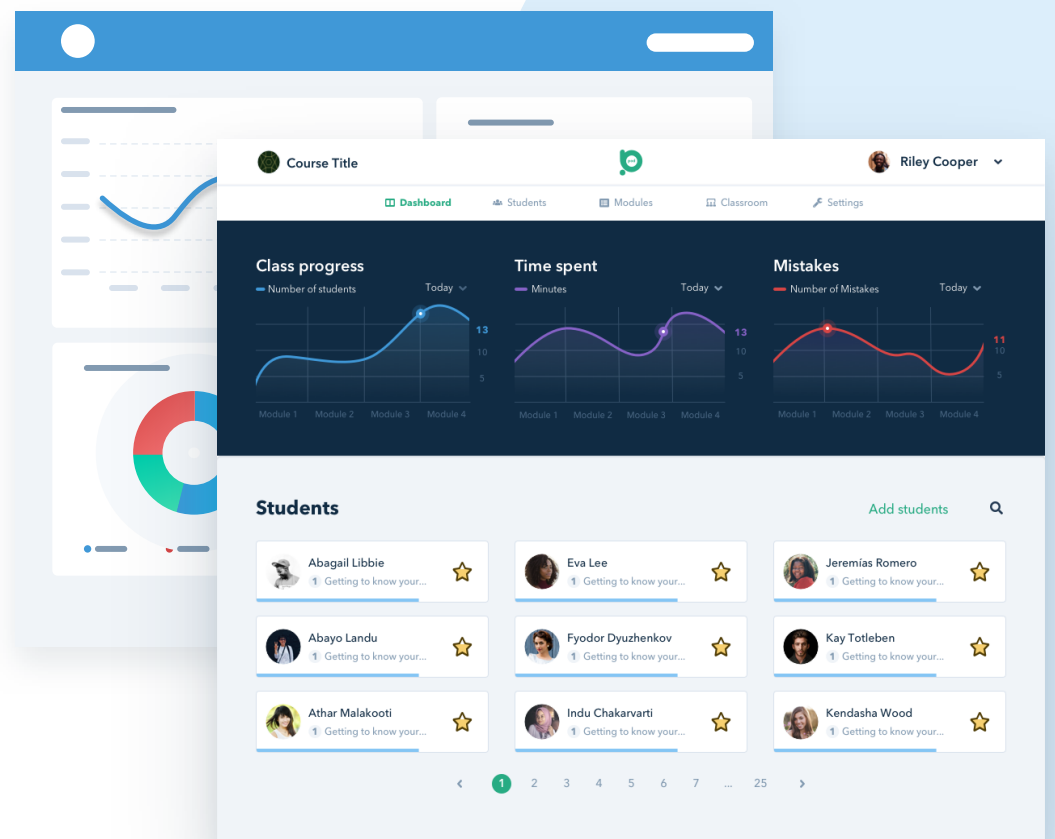 Course Title
Riley Cooper
Dashboard
Students
Modules
Classroom
Settings
Class progress
Number of students
Today
13
10
5
Module 1 Module 2 Module 3 Module 4
Time spent
Minutes
Today
13
10
5
Module 1 Module 2 Module 3 Module 4
Mistakes
Number of Mistakes
Today
11
10
5
Module 1 Module 2 Module 3 Module 4
Students
Add students
Abagail Libbie
1 Getting to know your...
Eva Lee
1 Getting to know your...
Jeremías Romero
1 Getting to know your...
Abayo Landu
1 Getting to know your...
Fyodor Dyuzhenkov
1 Getting to know your...
Kay Totleben
1 Getting to know your...
Athar Malakooti
1 Getting to know your...
Indu Chakarvarti
1 Getting to know your...
Kendasha Wood
1 Getting to know your...
1 2 3 4 5 6 7 ... 25